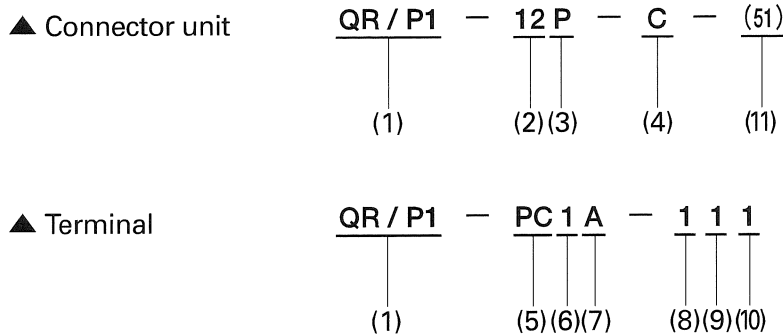 ▲ Connector unit QR / P1 – 12 P – C – (51)
(1) (2) (3) (4) (11)
▲ Terminal QR / P1 – PC 1 A – 1 1 1
(1) (5) (6) (7) (8) (9) (10)